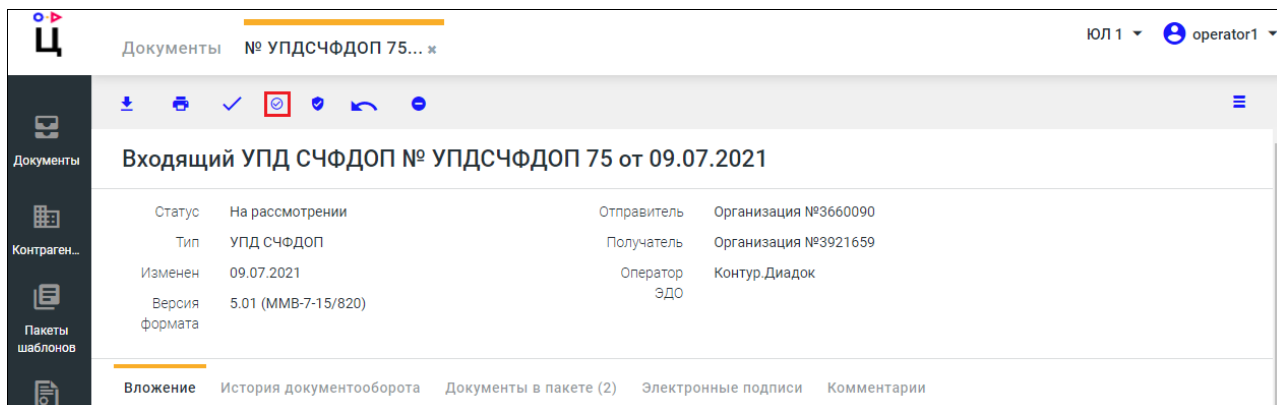 Ц
Документы № УПДСЧФДОП 75... ×
ЮЛ 1 operator1
Документы
Входящий УПД СЧФДОП № УПДСЧФДОП 75 от 09.07.2021
Контраген...
Пакеты
шаблонов
Статус На рассмотрении
Тип УПД СЧФДОП
Изменен 09.07.2021
Версия
формата
5.01 (ММВ-7-15/820)
Отправитель Организация №3660090
Получатель Организация №3921659
Оператор
ЭДО
Контур.Диадок
Вложение История документооборота Документы в пакете (2) Электронные подписи Комментарии